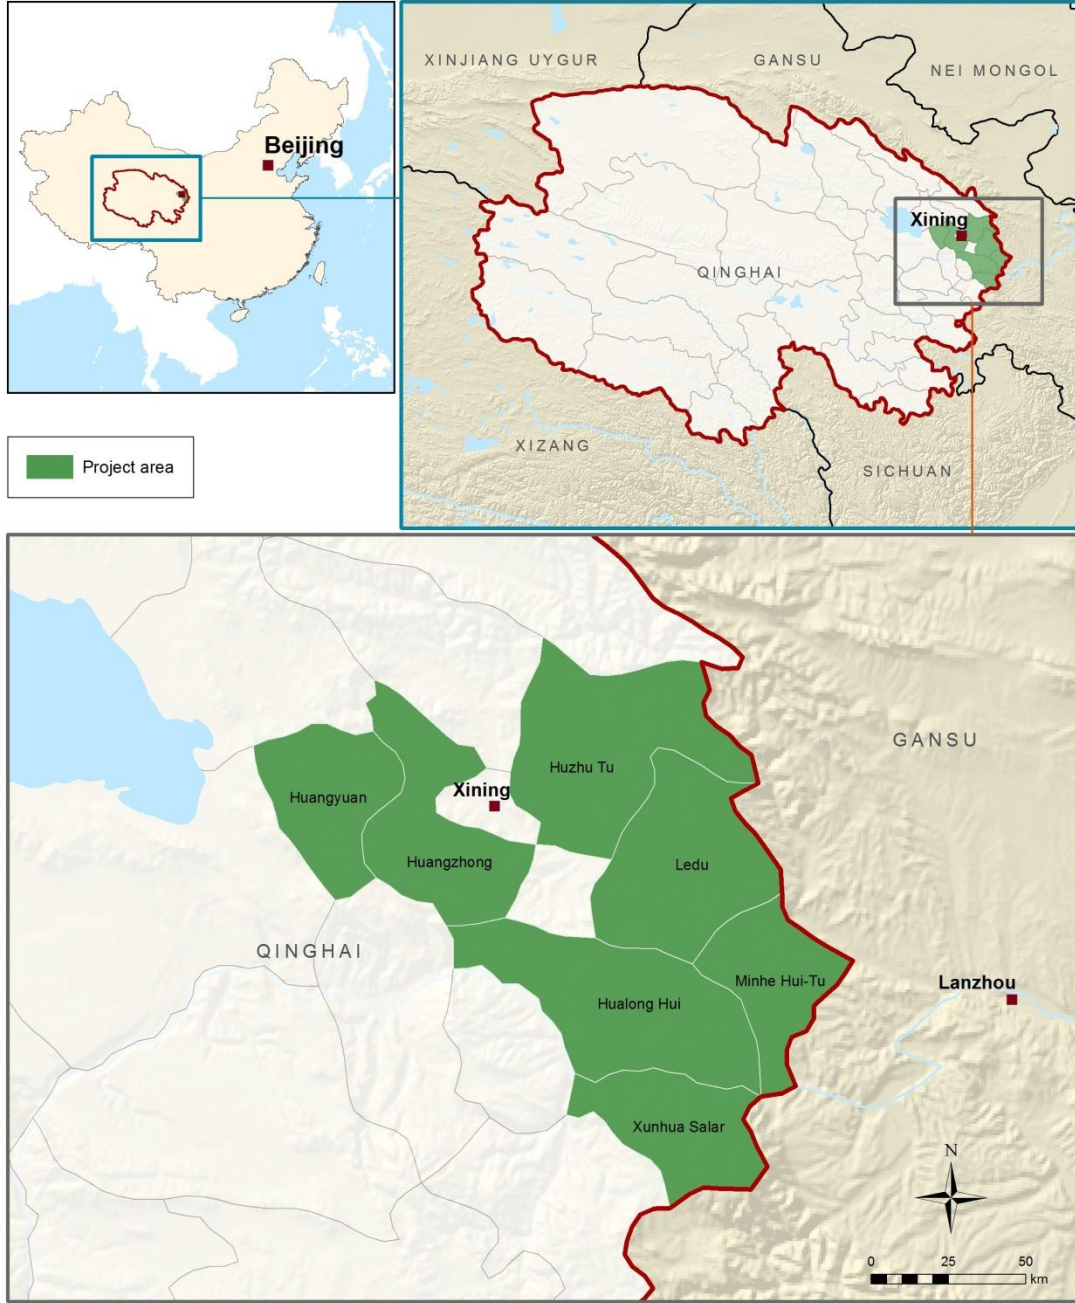 Beijing
XINJIANG UYGUR
GANSU
NEI MONGOL
Xining
QINGHAI
XIZANG
SICHUAN
Project area
GANSU
Huzhu Tu
Xining
Huangyuan
Huangzhong
Ledu
QINGHAI
Minhe Hui-Tu
Lanzhou
Hualong Hui
Xunhua Salar
N
0 25 50
km